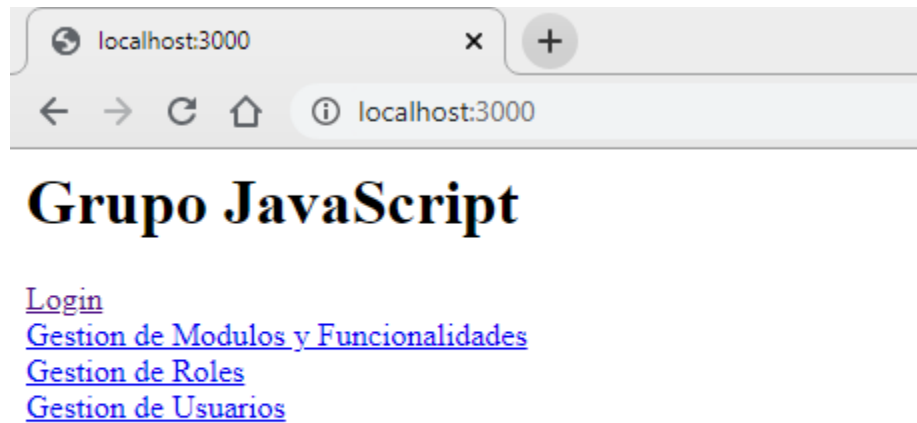 localhost:3000
localhost:3000
Grupo JavaScript
Login
Gestion de Modulos y Funcionalidades
Gestion de Roles
Gestion de Usuarios